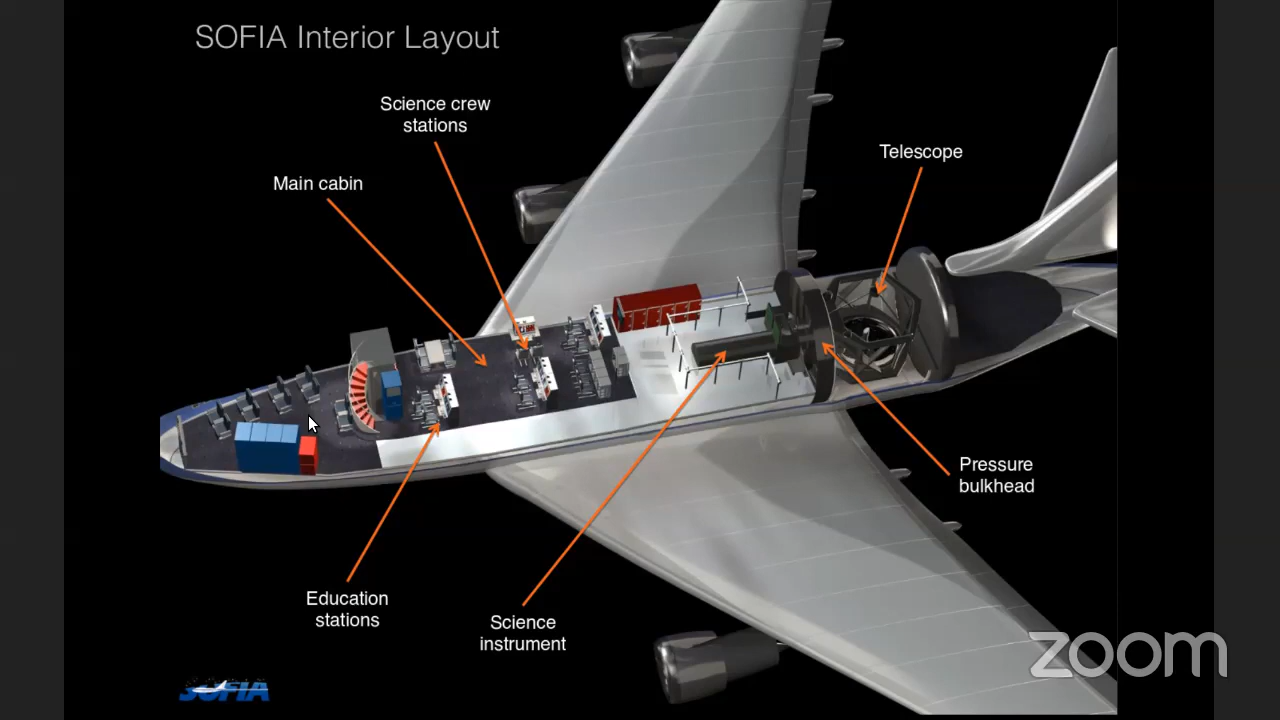 SOFIA Interior Layout
Science crew
stations
Main cabin
Telescope
Pressure
bulkhead
Education
stations
Science
instrument
SOFIA
zoom